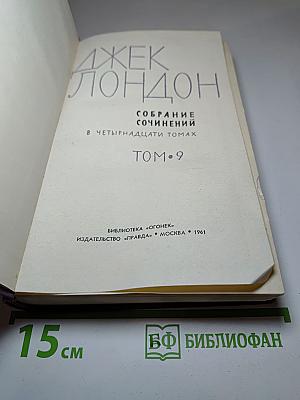 ДЖЕК
ЛОНДОН
СОБРАНИЕ
СОЧИНЕНИЙ
В ЧЕТЫРНАДЦАТИ ТОМАХ
ТОМ • 9
БИБЛИОТЕКА «ОГОНЕК»
ИЗДАТЕЛЬСТВО «ПРАВДА» • МОСКВА • 1961
15 см
БФ БИБЛИОФАН